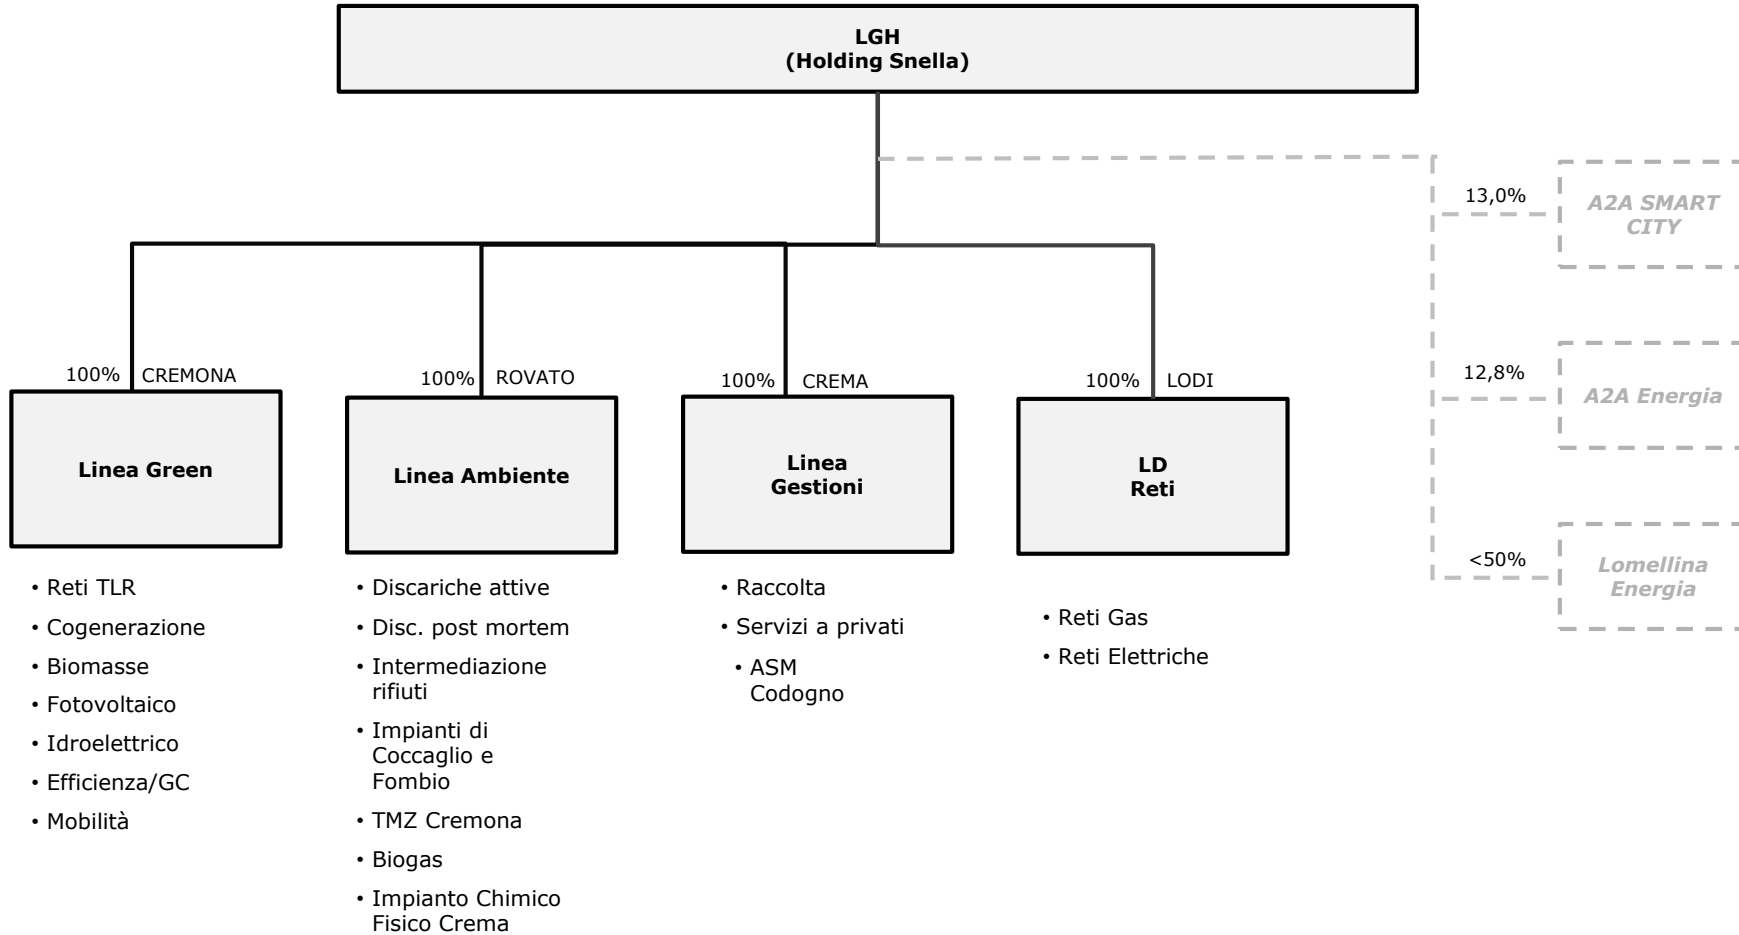 LGH
(Holding Snella)
13,0%
A2A SMART
CITY
12,8%
A2A Energia
<50%
Lomellina
Energia
100% CREMONA
Linea Green
• Reti TLR
• Cogenerazione
• Biomasse
• Fotovoltaico
• Idroelettrico
• Efficienza/GC
• Mobilità
100% ROVATO
Linea Ambiente
• Discariche attive
• Disc. post mortem
• Intermediazione
rifiuti
• Impianti di
Coccaglio e
Fombio
• TMZ Cremona
• Biogas
• Impianto Chimico
Fisico Crema
100% CREMA
Linea
Gestioni
• Raccolta
• Servizi a privati
• ASM
Codogno
100% LODI
LD
Reti
• Reti Gas
• Reti Elettriche